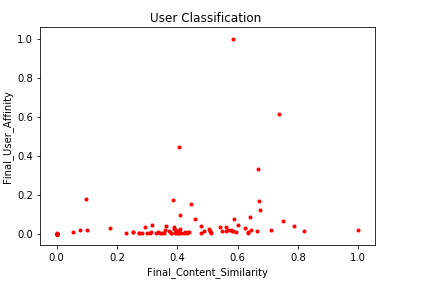 User Classification
1.0
0.8
0.6
0.4
0.2
0.0
Final_User_Affinity
0.0 0.2 0.4 0.6 0.8 1.0
Final_Content_Similarity